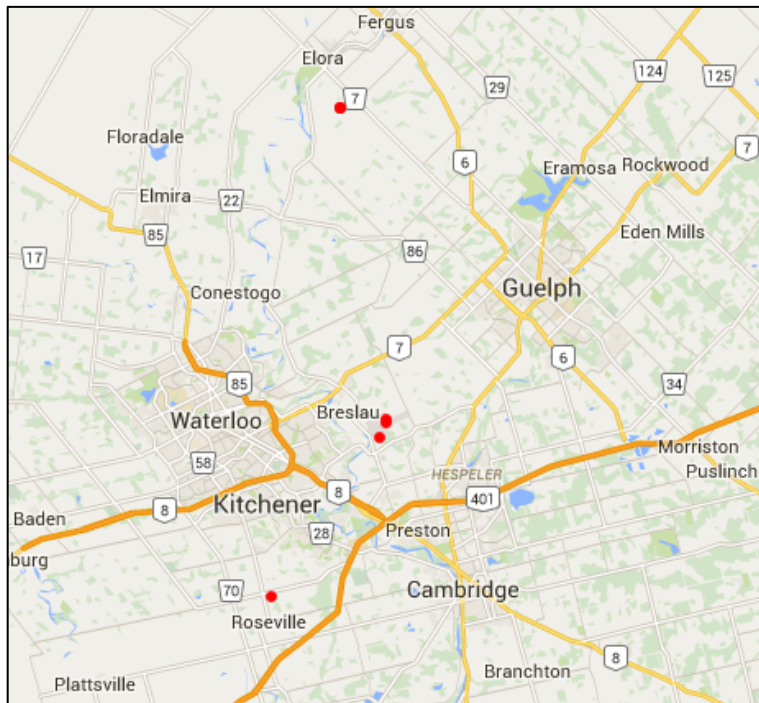 Fergus
Elora
124
125
29
7
Floradale
6
7
Eramosa
Rockwood
Elmira
22
85
Eden Mills
86
17
Conestogo
Guelph
7
6
85
34
Breslau
Waterloo
Morriston
58
HESPELER
Puslinch
8
401
Kitchener
8
Baden
28
Preston
burg
70
Cambridge
Roseville
8
Branchton
Plattsville